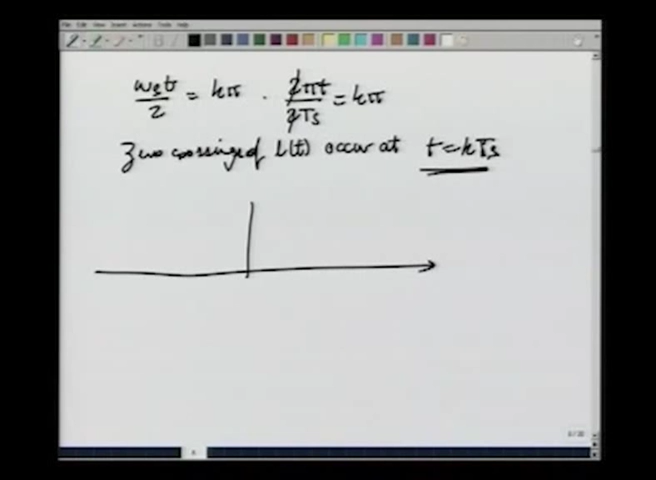 ωst/2 = kπ . 2πt/2Ts = kπ
Zero crossings of h(t) occur at t = kTs